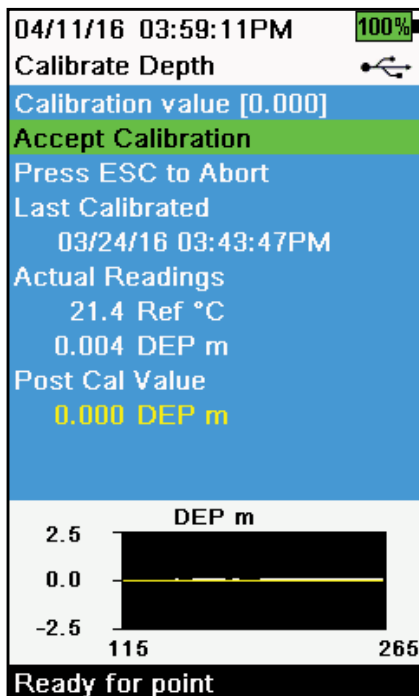 04/11/16 03:59:11PM 100%
Calibrate Depth
Calibration value [0.000]
Accept Calibration
Press ESC to Abort
Last Calibrated
03/24/16 03:43:47PM
Actual Readings
21.4 Ref °C
0.004 DEP m
Post Cal Value
0.000 DEP m
DEP m
2.5
0.0
-2.5
115 265
Ready for point